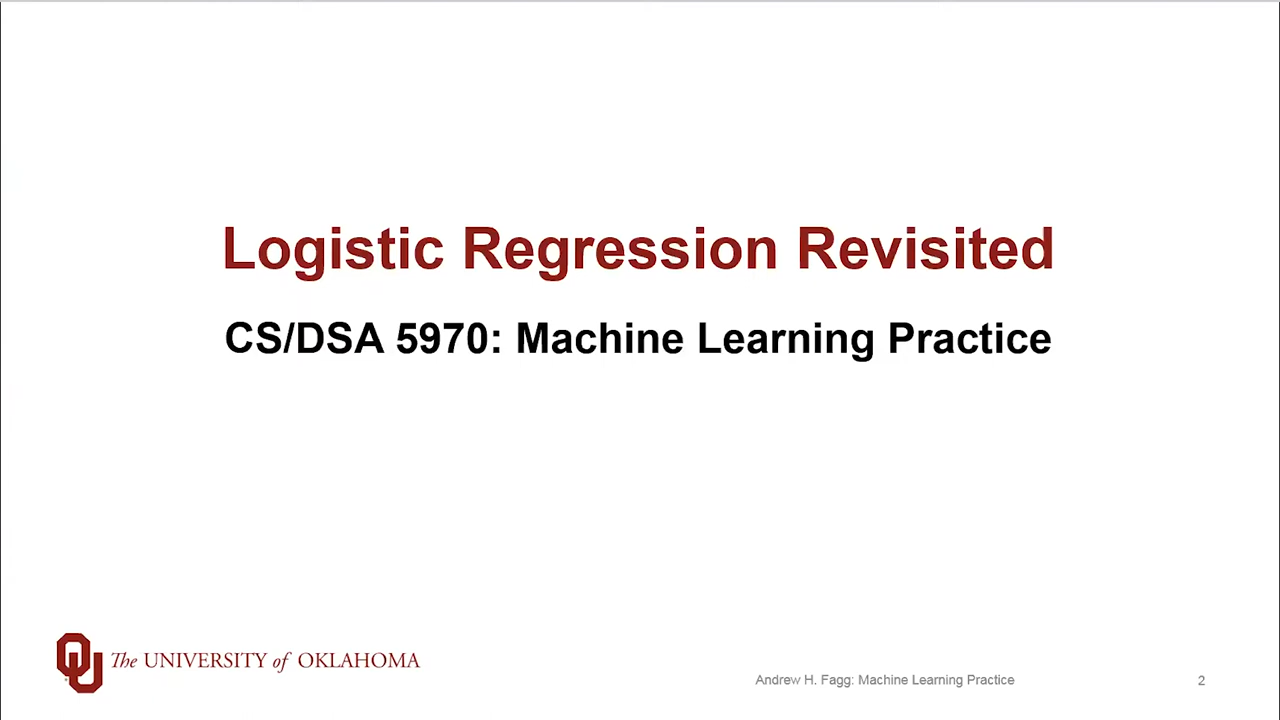 Logistic Regression Revisited
CS/DSA 5970: Machine Learning Practice
OU The UNIVERSITY of OKLAHOMA
Andrew H. Fagg: Machine Learning Practice
2